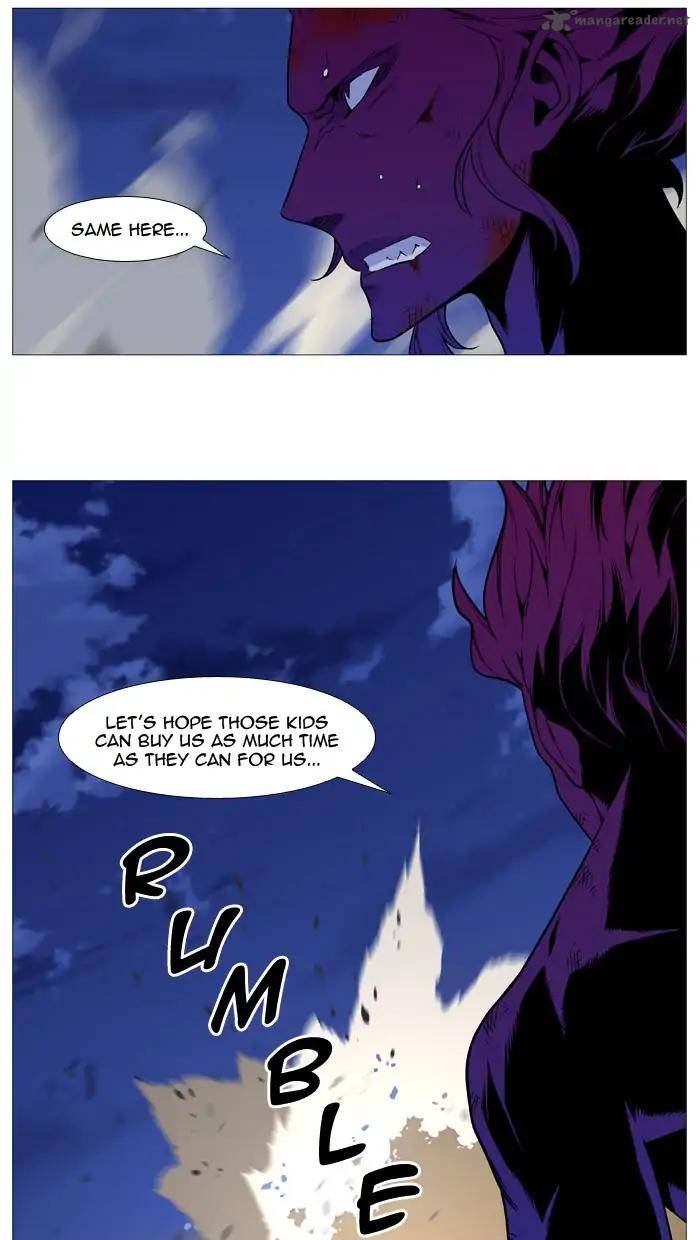 mangareader.net
SAME HERE...
LET'S HOPE THOSE KIDS
CAN BUY US AS MUCH TIME
AS THEY CAN FOR US...
RUMBLE